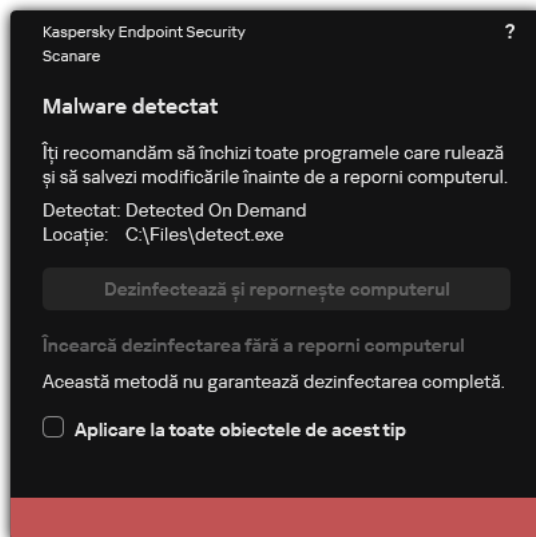 Kaspersky Endpoint Security
?
Scanare
Malware detectat
Îți recomandăm să închizi toate programele care rulează
și să salvezi modificările înainte de a reporni computerul.
Detectat: Detected On Demand
Locație: C:\Files\detect.exe
Dezinfectează și repornește computerul
Încearcă dezinfectarea fără a reporni computerul
Această metodă nu garantează dezinfectarea completă.
Aplicare la toate obiectele de acest tip